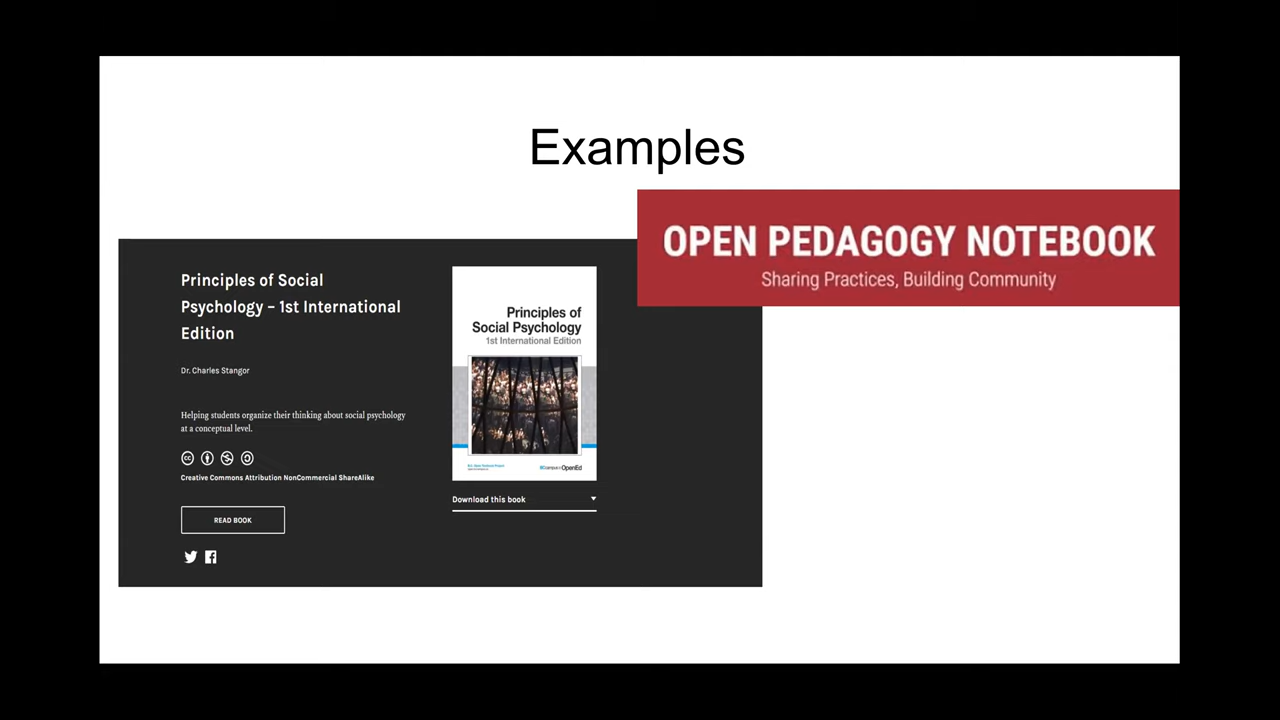 Examples
OPEN PEDAGOGY NOTEBOOK
Sharing Practices, Building Community
Principles of Social
Psychology – 1st International
Edition
Dr. Charles Stangor
Helping students organize their thinking about social psychology
at a conceptual level.
Creative Commons Attribution NonCommercial ShareAlike
READ BOOK
Principles of
Social Psychology
1st International Edition
OpenEd
Download this book